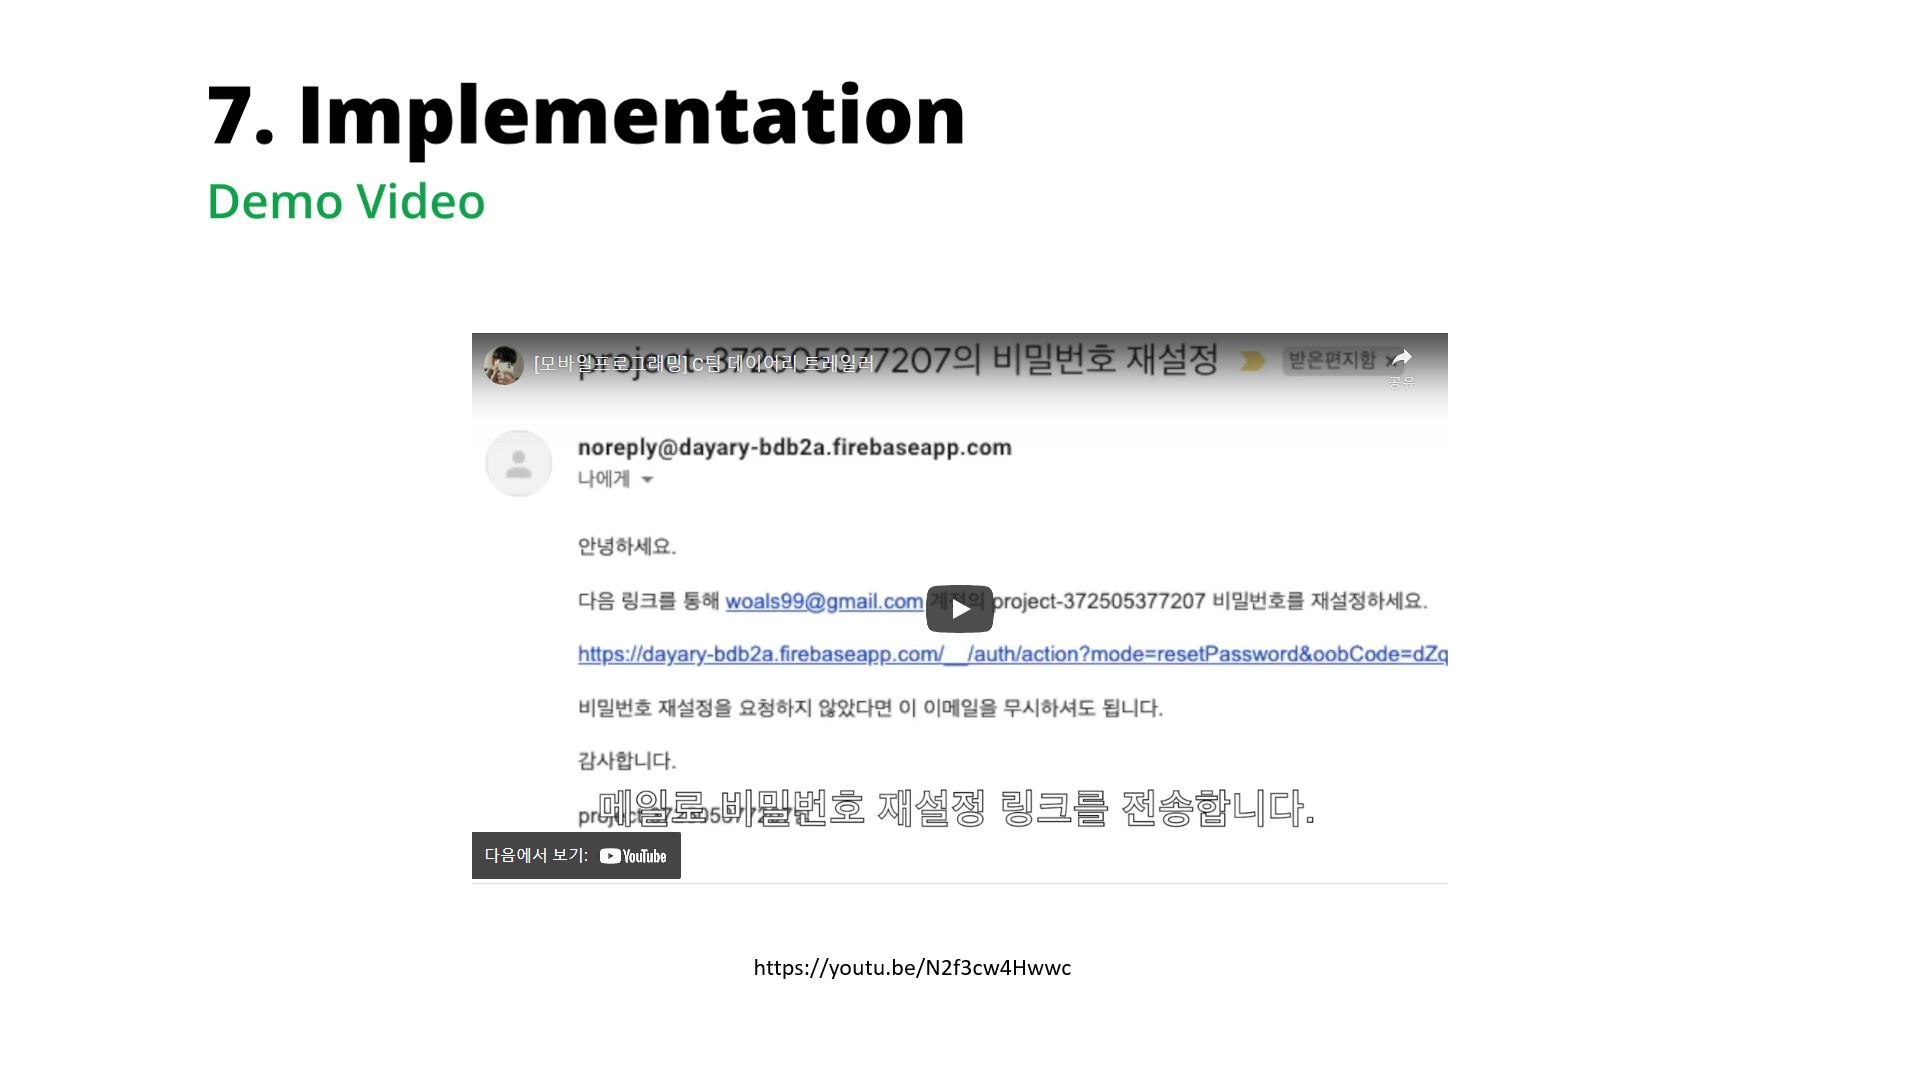 7. Implementation
Demo Video
[모바일프로그래밍] C팀 데이어리 트레일러
project-372505377207의 비밀번호 재설정
받은편지함 ×
공유
noreply@dayary-bdb2a.firebaseapp.com
나에게
안녕하세요.
다음 링크를 통해 woals99@gmail.com 계정의 project-372505377207 비밀번호를 재설정하세요.
https://dayary-bdb2a.firebaseapp.com/__/auth/action?mode=resetPassword&oobCode=dZq
비밀번호 재설정을 요청하지 않았다면 이 이메일을 무시하셔도 됩니다.
감사합니다.
메일로 비밀번호 재설정 링크를 전송합니다.
다음에서 보기: YouTube
https://youtu.be/N2f3cw4Hwwc